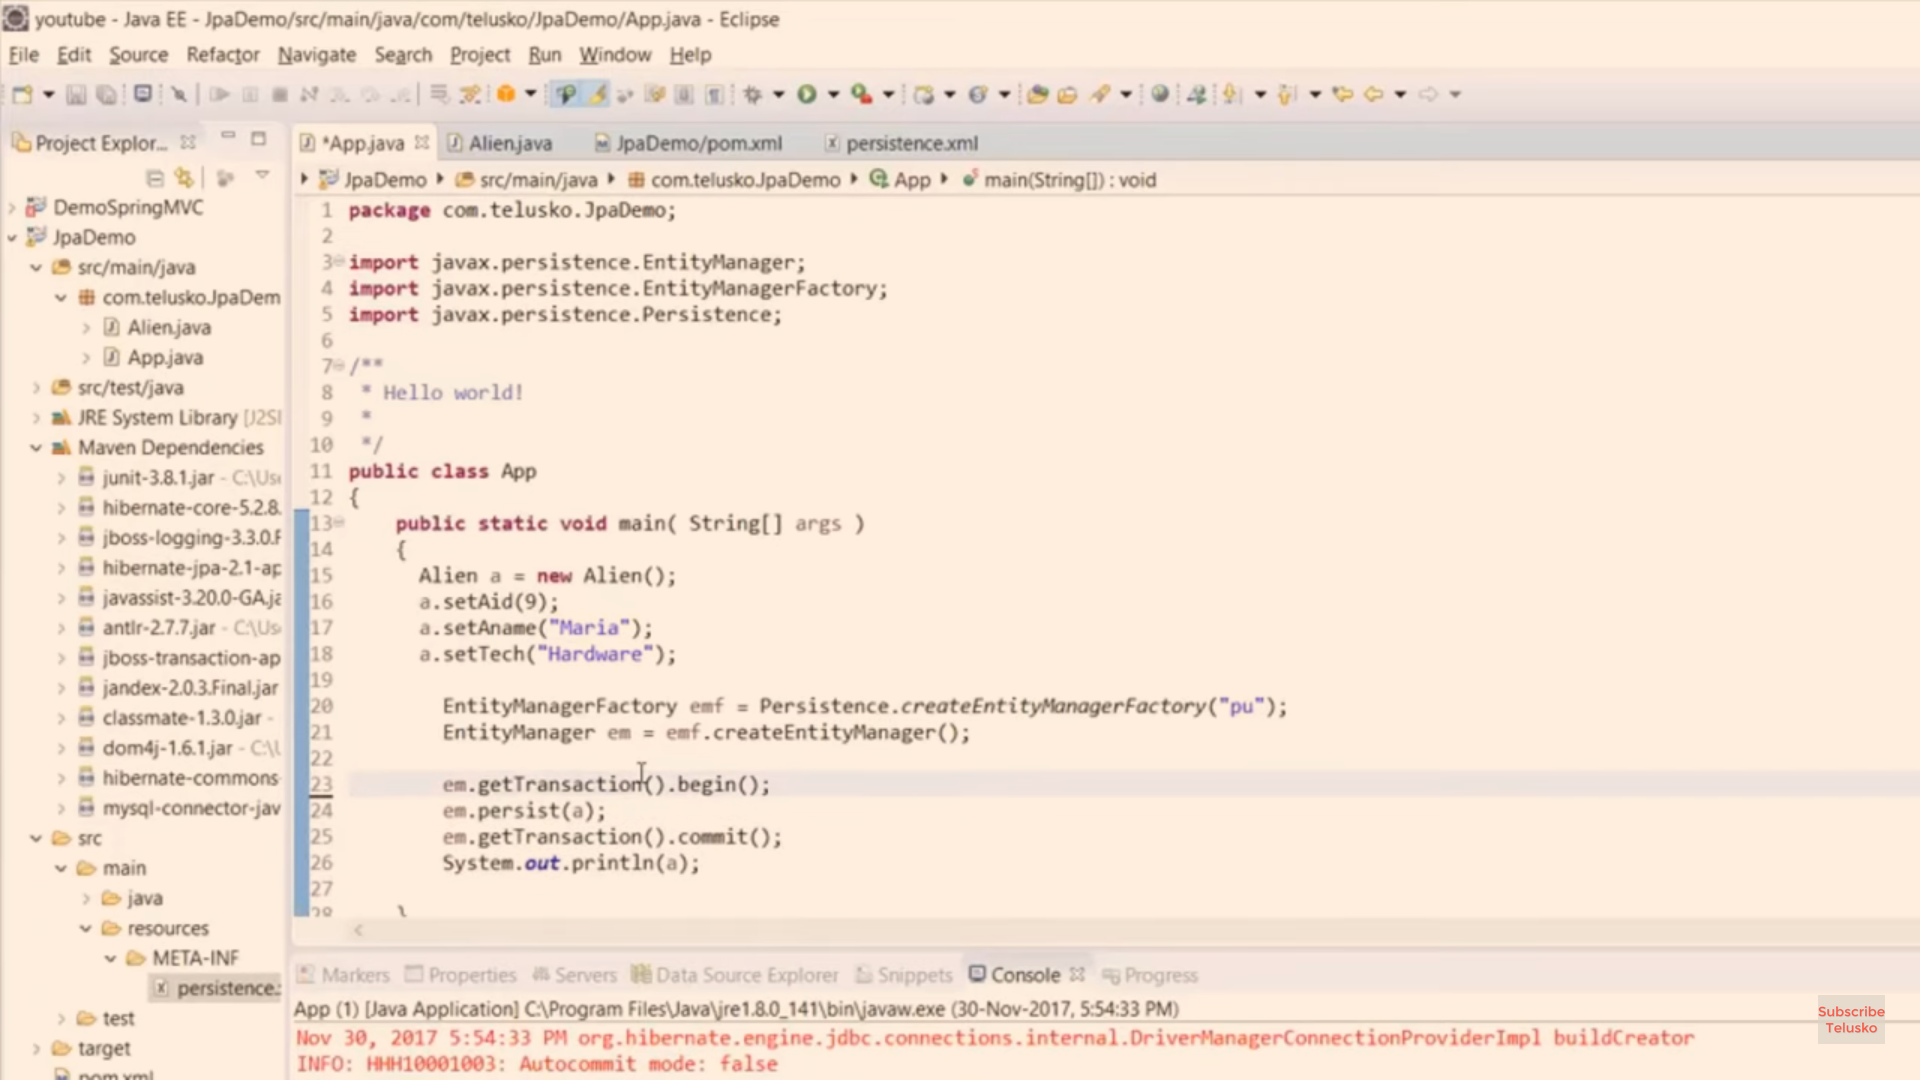 youtube - Java EE - JpaDemo/src/main/java/com/telusko/JpaDemo/App.java - Eclipse
File Edit Source Refactor Navigate Search Project Run Window Help
Project Explor...
*App.java Alien.java JpaDemo/pom.xml persistence.xml
JpaDemo src/main/java com.telusko.JpaDemo App main(String[]) : void
DemoSpringMVC
JpaDemo
src/main/java
com.telusko.JpaDem
Alien.java
App.java
src/test/java
JRE System Library [J2SI
Maven Dependencies
junit-3.8.1.jar - C:\Use
hibernate-core-5.2.8.
jboss-logging-3.3.0.F
hibernate-jpa-2.1-ap
javassist-3.20.0-GA.ja
antlr-2.7.7.jar - C:\Us
jboss-transaction-ap
jandex-2.0.3.Final.jar
classmate-1.3.0.jar -
dom4j-1.6.1.jar - C:\U
hibernate-commons-
mysql-connector-jav
src
main
java
resources
META-INF
persistence.
test
target
pom.xml
1 package com.telusko.JpaDemo;
2
3 import javax.persistence.EntityManager;
4 import javax.persistence.EntityManagerFactory;
5 import javax.persistence.Persistence;
6
7 /**
8 * Hello world!
9 *
10 */
11 public class App
12 {
13 public static void main( String[] args )
14 {
15 Alien a = new Alien();
16 a.setAid(9);
17 a.setAname("Maria");
18 a.setTech("Hardware");
19
20 EntityManagerFactory emf = Persistence.createEntityManagerFactory("pu");
21 EntityManager em = emf.createEntityManager();
22
23 em.getTransaction().begin();
24 em.persist(a);
25 em.getTransaction().commit();
26 System.out.println(a);
27
28 }
Markers Properties Servers Data Source Explorer Snippets Console Progress
App (1) [Java Application] C:\Program Files\Java\jre1.8.0_141\bin\javaw.exe (30-Nov-2017, 5:54:33 PM)
Nov 30, 2017 5:54:33 PM org.hibernate.engine.jdbc.connections.internal.DriverManagerConnectionProviderImpl buildCreator
INFO: HHH10001003: Autocommit mode: false
Subscribe
Telusko